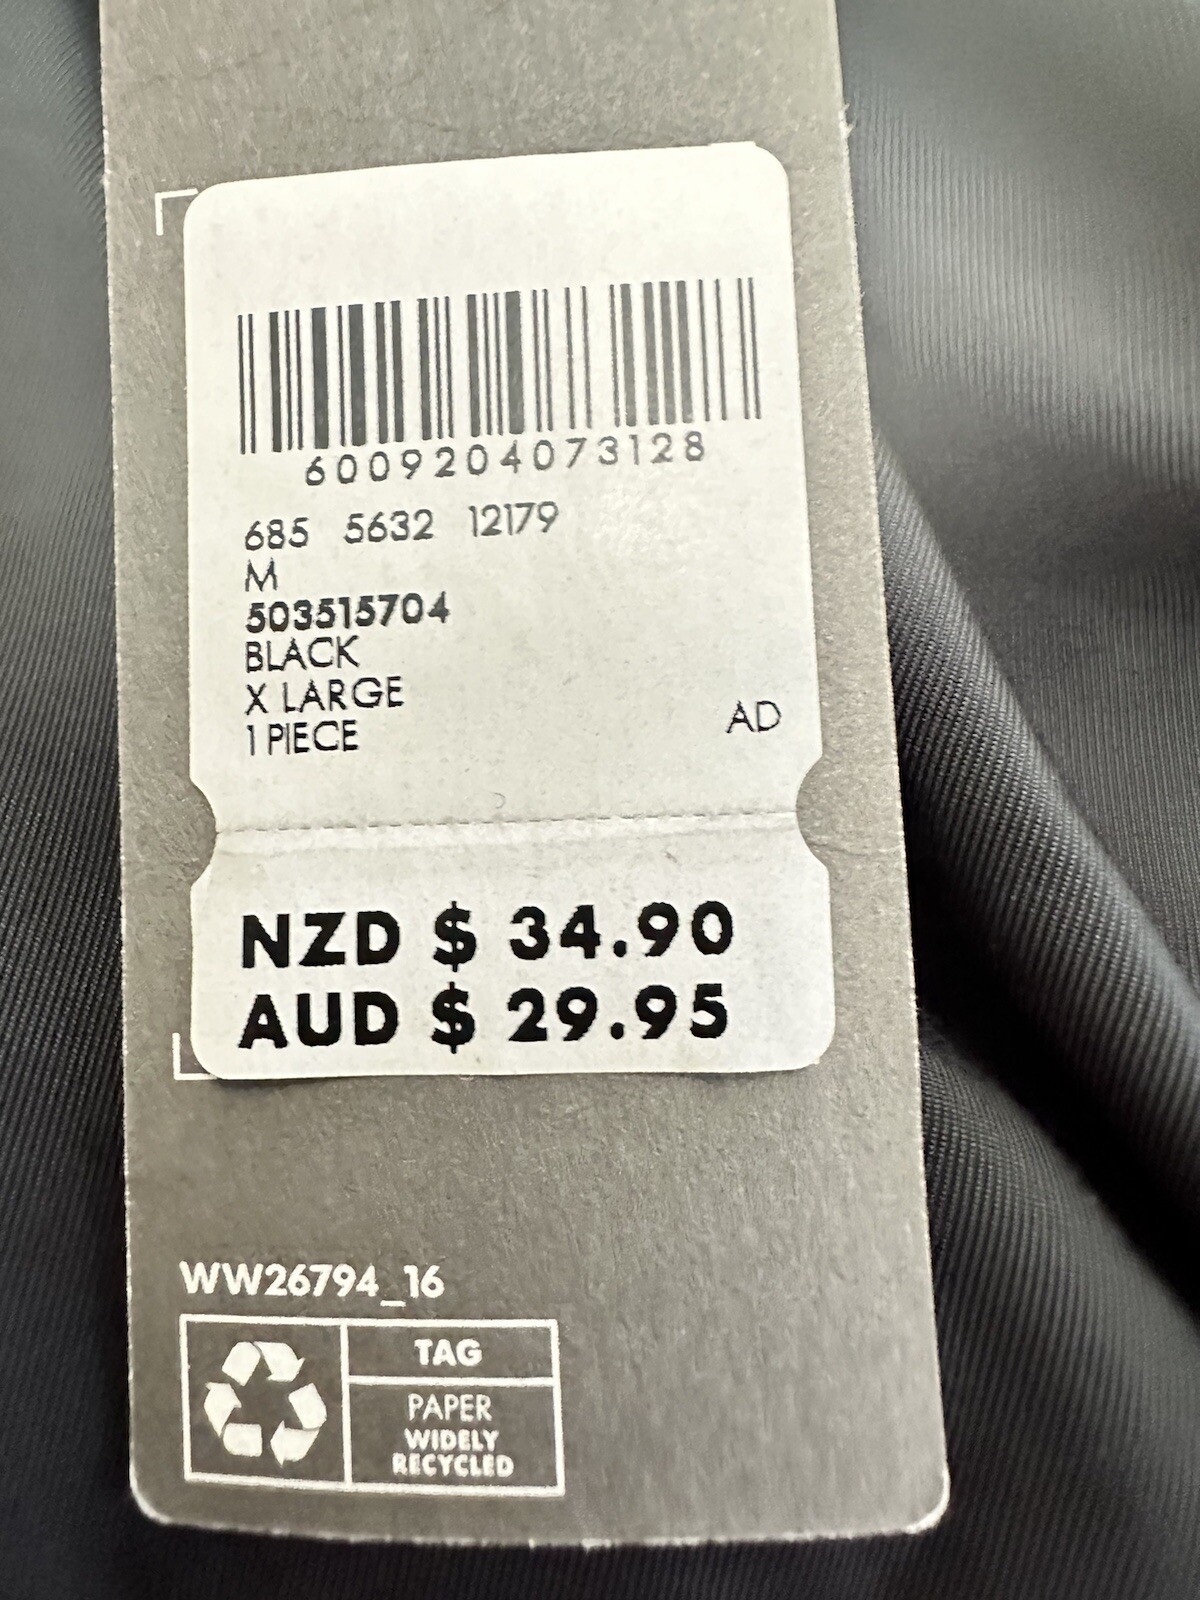 6009204073128
685 5632 12179
M
503515704
BLACK
X LARGE
1 PIECE AD
NZD $ 34.90
AUD $ 29.95
WW26794_16
TAG
PAPER
WIDELY
RECYCLED